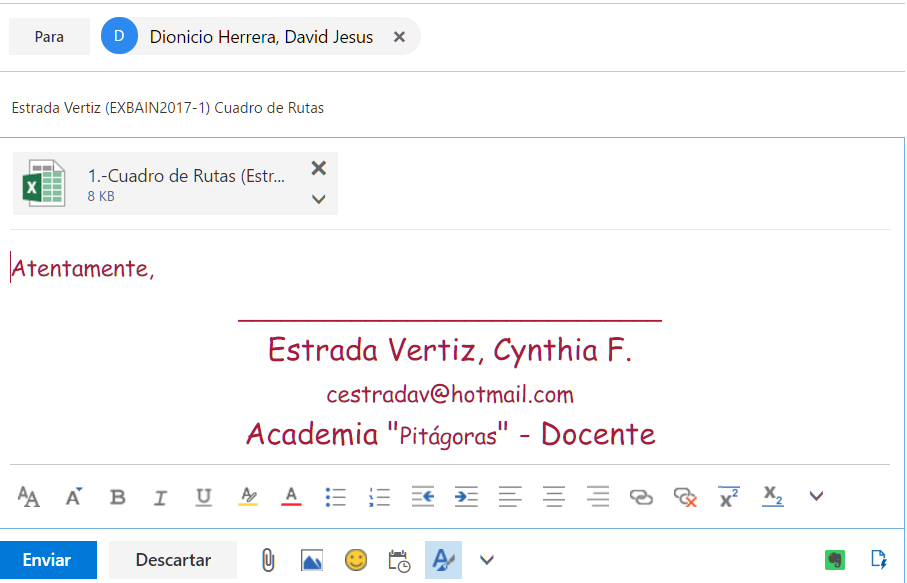 Para D Dionicio Herrera, David Jesus
Estrada Vertiz (EXBAIN2017-1) Cuadro de Rutas
1.-Cuadro de Rutas (Estr...
8 KB
Atentamente,
Estrada Vertiz, Cynthia F.
cestradav@hotmail.com
Academia "Pitágoras" - Docente
Enviar Descartar